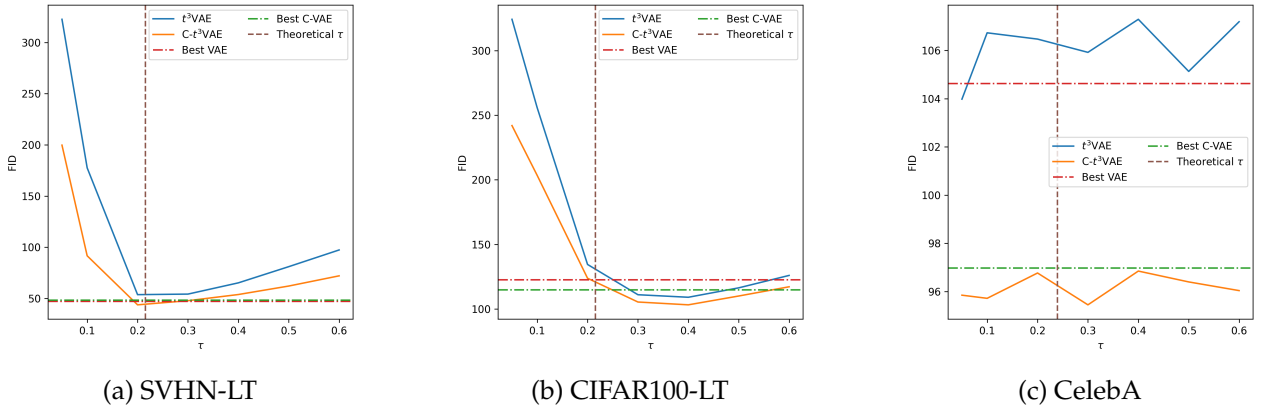 t³VAE
C-t³VAE
Best VAE
Best C-VAE
Theoretical τ
FID
300
250
200
150
100
50
0.1 0.2 0.3 0.4 0.5 0.6
τ
(a) SVHN-LT
t³VAE
C-t³VAE
Best VAE
Best C-VAE
Theoretical τ
FID
300
250
200
150
100
0.1 0.2 0.3 0.4 0.5 0.6
τ
(b) CIFAR100-LT
t³VAE
C-t³VAE
Best VAE
Best C-VAE
Theoretical τ
FID
106
104
102
100
98
96
0.1 0.2 0.3 0.4 0.5 0.6
τ
(c) CelebA